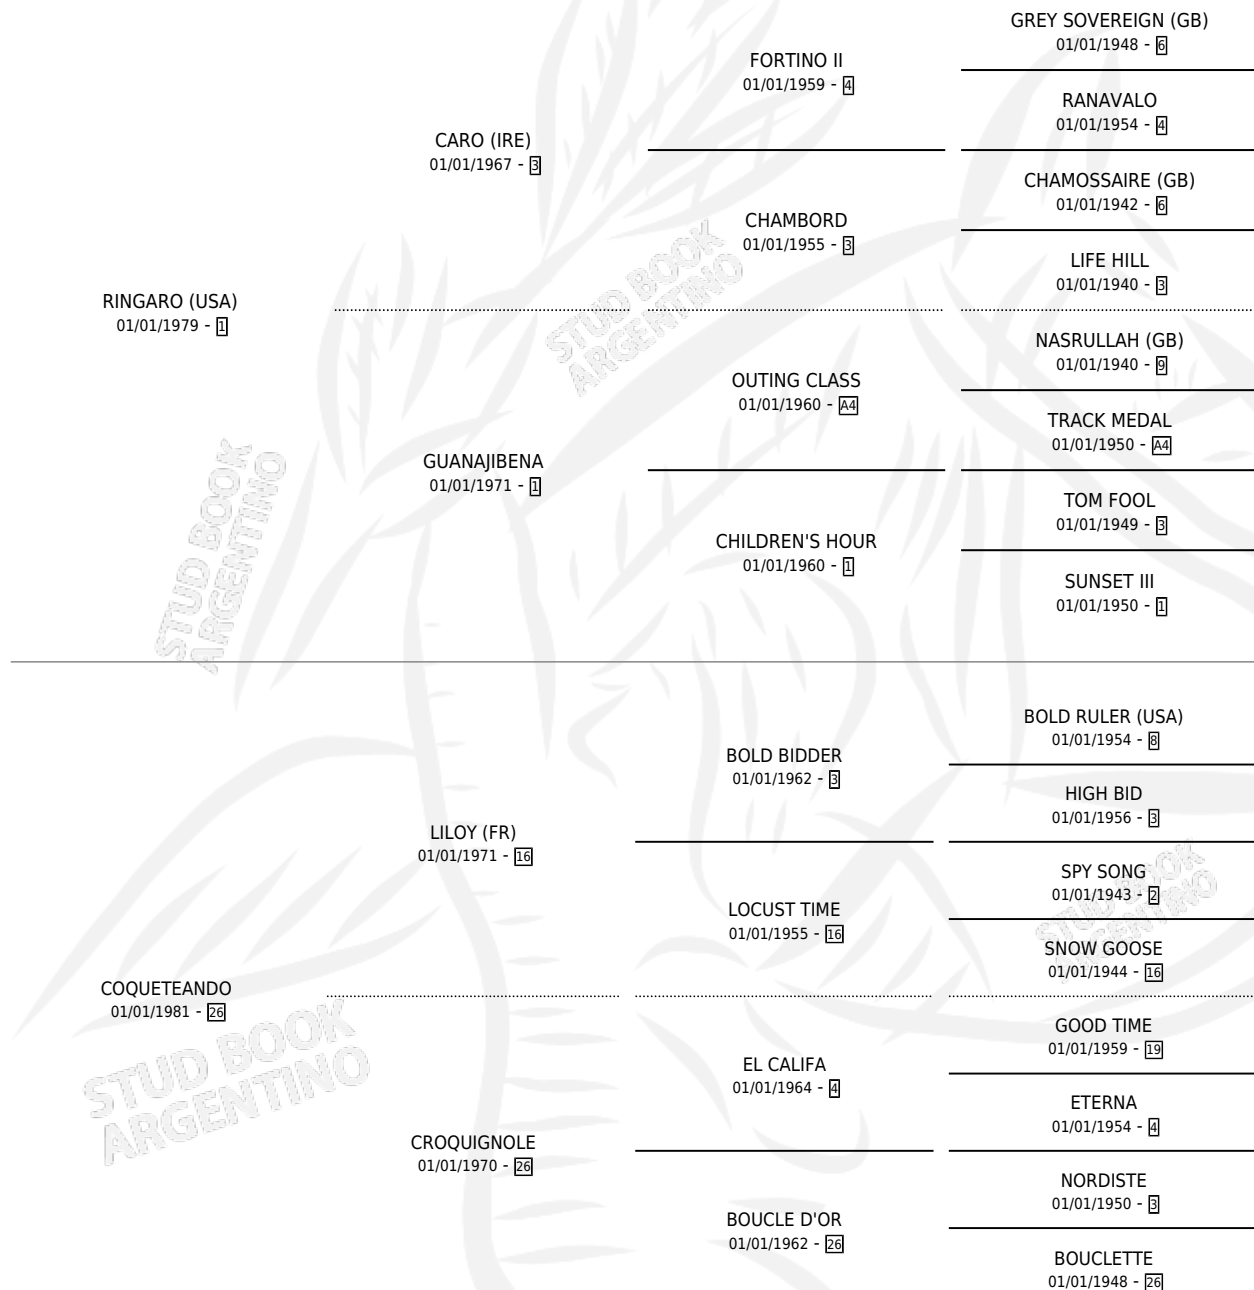 GREY SOVEREIGN (GB)
01/01/1948 - 6
FORTINO II
01/01/1959 - 4
RANAVALO
01/01/1954 - 4
CARO (IRE)
01/01/1967 - 3
CHAMOSSAIRE (GB)
01/01/1942 - 6
CHAMBORD
01/01/1955 - 3
LIFE HILL
01/01/1940 - 3
RINGARO (USA)
01/01/1979 - 1
STUD BOOK
ARGENTINO
NASRULLAH (GB)
01/01/1940 - 9
OUTING CLASS
01/01/1960 - A4
TRACK MEDAL
01/01/1950 - A4
GUANAJIBENA
01/01/1971 - 1
TOM FOOL
01/01/1949 - 3
CHILDREN'S HOUR
01/01/1960 - 1
SUNSET III
01/01/1950 - 1
STUD BOOK
ARGENTINO
BOLD RULER (USA)
01/01/1954 - 8
BOLD BIDDER
01/01/1962 - 3
HIGH BID
01/01/1956 - 3
LILOY (FR)
01/01/1971 - 16
SPY SONG
01/01/1943 - 2
STUD BOOK
ARGENTINO
LOCUST TIME
01/01/1955 - 16
SNOW GOOSE
01/01/1944 - 16
COQUETEANDO
01/01/1981 - 26
STUD BOOK
ARGENTINO
GOOD TIME
01/01/1959 - 19
EL CALIFA
01/01/1964 - 4
ETERNA
01/01/1954 - 4
CROQUIGNOLE
01/01/1970 - 26
NORDISTE
01/01/1950 - 3
BOUCLE D'OR
01/01/1962 - 26
BOUCLETTE
01/01/1948 - 26